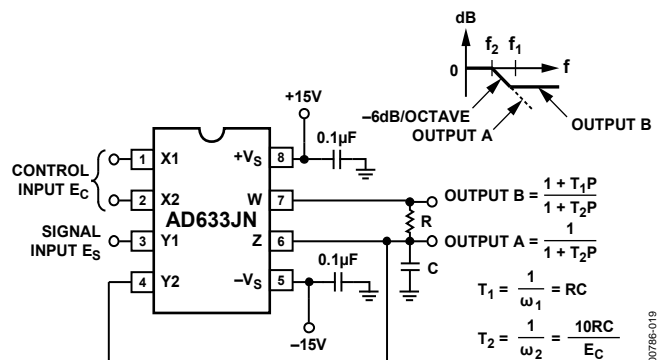 dB
f2 f1
0
f
–6dB/OCTAVE
OUTPUT A
OUTPUT B
+15V
0.1µF
CONTROL
INPUT EC
SIGNAL
INPUT ES
1 X1
2 X2
3 Y1
4 Y2
AD633JN
+VS 8
W 7
Z 6
–VS 5
R
C
0.1µF
–15V
OUTPUT B = 1 + T1P / 1 + T2P
OUTPUT A = 1 / 1 + T2P
T1 = 1 / ω1 = RC
T2 = 1 / ω2 = 10RC / EC
00786-019